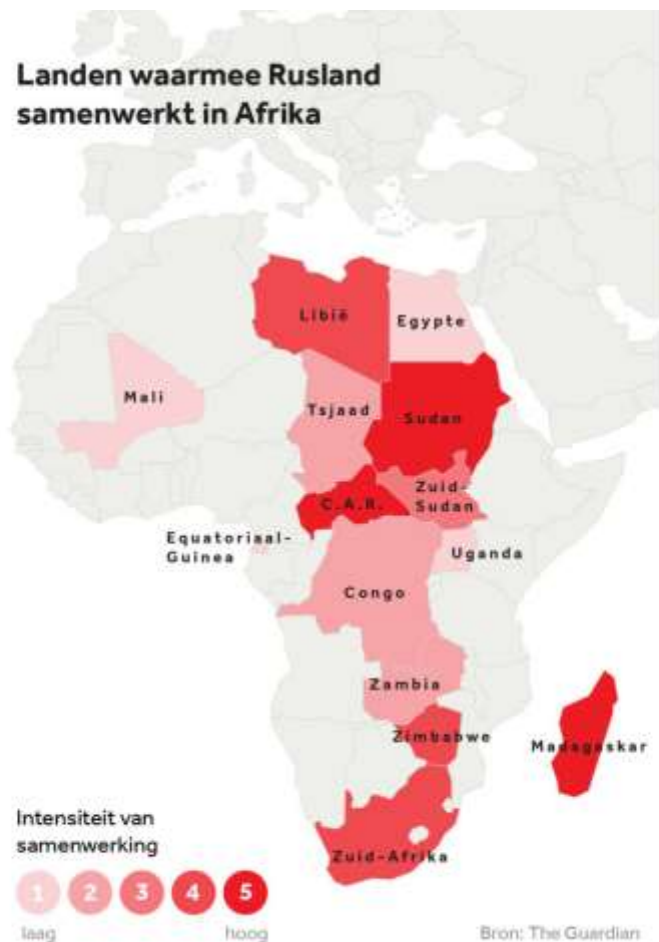 Landen waarmee Rusland
samenwerkt in Afrika
Libië
Egypte
Mali
Tsjaad
Sudan
C.A.R.
Zuid-
Sudan
Equatoriaal-
Guinea
Uganda
Congo
Zambia
Zimbabwe
Madagaskar
Zuid-Afrika
Intensiteit van
samenwerking
1 2 3 4 5
laag hoog
Bron: The Guardian